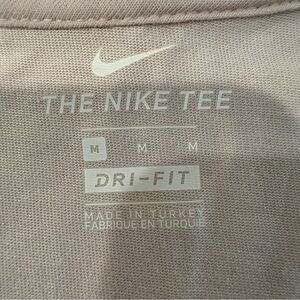 THE NIKE TEE
M M M
DRI-FIT
MADE IN TURKEY
FABRIQUÉ EN TURQUIE